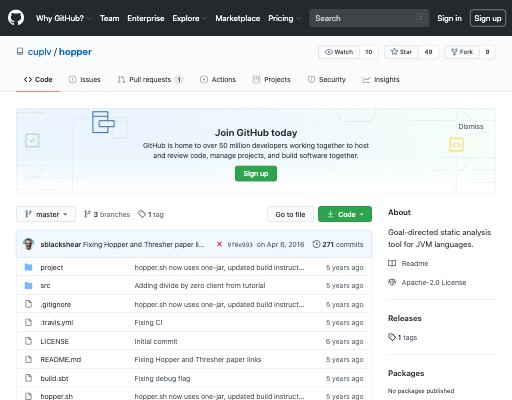 Why GitHub? Team Enterprise Explore Marketplace Pricing Search / Sign in Sign up
cuplv / hopper Watch 10 Star 49 Fork 9
Code Issues Pull requests 1 Actions Projects Security Insights
Join GitHub today
Dismiss
GitHub is home to over 50 million developers working together to host
and review code, manage projects, and build software together.
Sign up
master 3 branches 1 tag Go to file Code
sblackshear Fixing Hopper and Thresher paper li... 9f8e993 on Apr 6, 2016 271 commits
project hopper.sh now uses one-jar, updated build instruct... 5 years ago
src Adding divide by zero client from tutorial 5 years ago
.gitignore hopper.sh now uses one-jar, updated build instruct... 5 years ago
.travis.yml Fixing CI 5 years ago
LICENSE Initial commit 6 years ago
README.md Fixing Hopper and Thresher paper links 5 years ago
build.sbt Fixing debug flag 5 years ago
hopper.sh hopper.sh now uses one-jar, updated build instruct... 5 years ago
About
Goal-directed static analysis
tool for JVM languages.
Readme
Apache-2.0 License
Releases
1 tags
Packages
No packages published